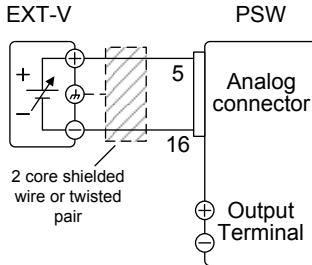 EXT-V
PSW
5
Analog
connector
16
2 core shielded
wire or twisted
pair
Output
Terminal